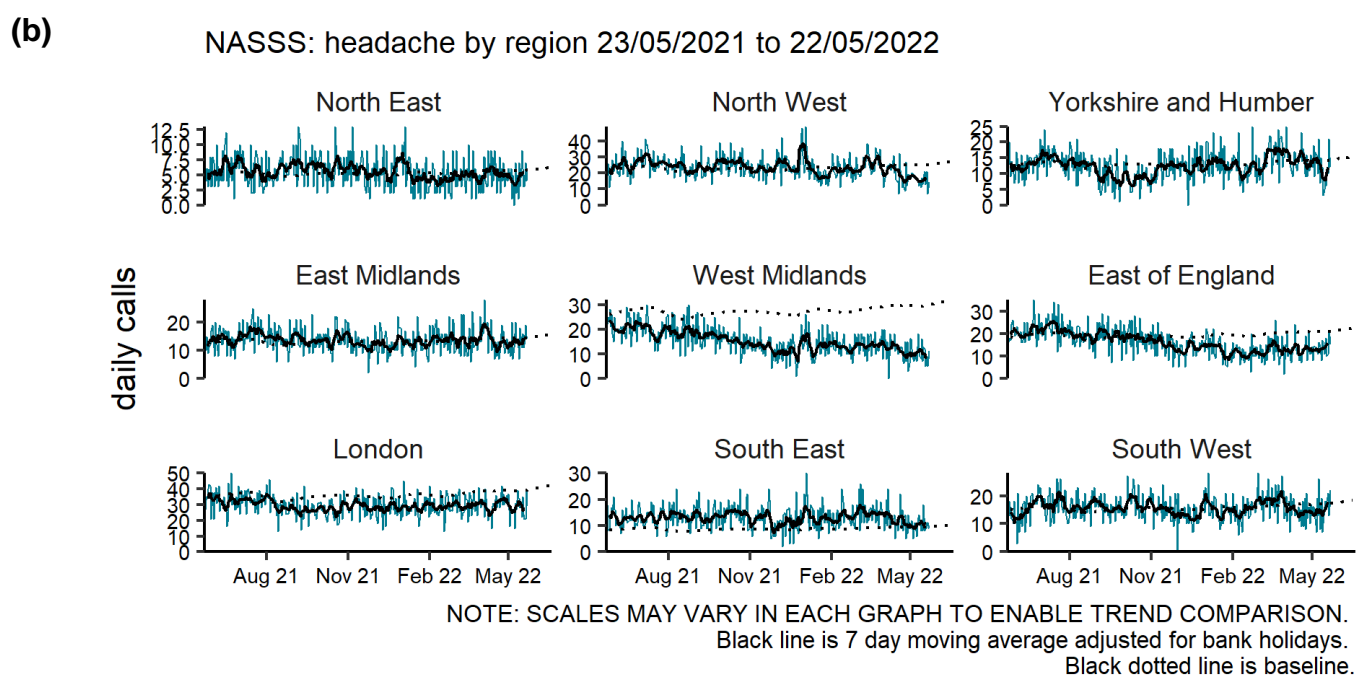 (b)
NASSS: headache by region 23/05/2021 to 22/05/2022
daily calls
North East
12.5
10.0
7.5
5.0
2.5
0.0
North West
40
30
20
10
0
Yorkshire and Humber
25
20
15
10
5
0
East Midlands
20
10
0
West Midlands
30
20
10
0
East of England
30
20
10
0
London
50
40
30
20
10
0
Aug 21 Nov 21 Feb 22 May 22
South East
30
20
10
0
Aug 21 Nov 21 Feb 22 May 22
South West
20
10
0
Aug 21 Nov 21 Feb 22 May 22
NOTE: SCALES MAY VARY IN EACH GRAPH TO ENABLE TREND COMPARISON.
Black line is 7 day moving average adjusted for bank holidays.
Black dotted line is baseline.